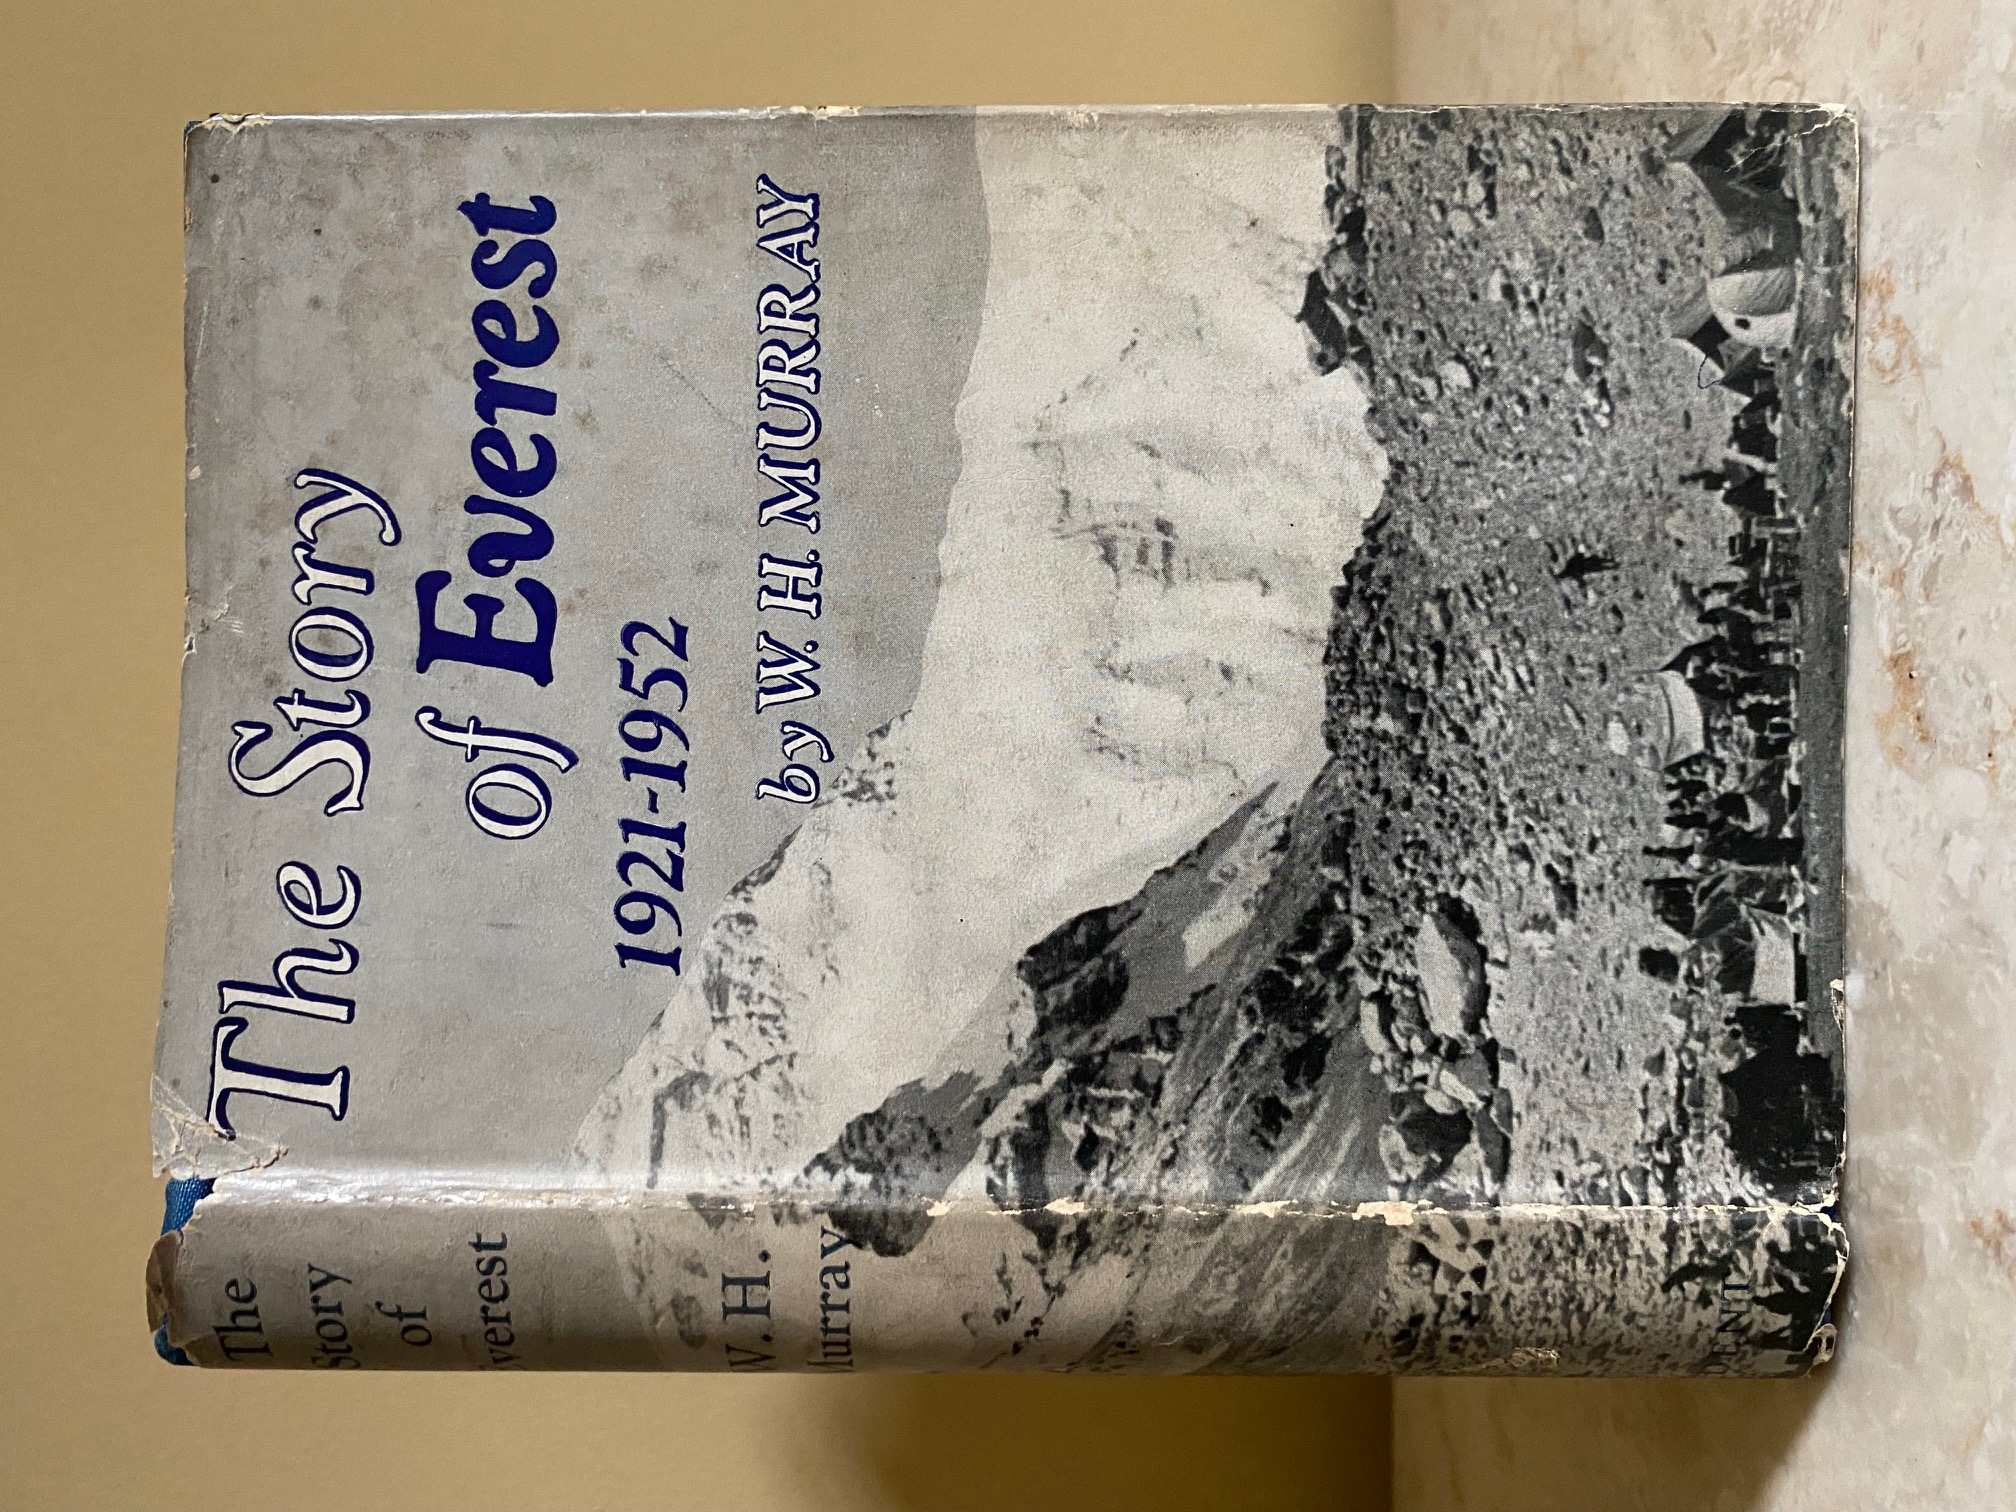 The Story
of Everest
1921-1952
by W. H. MURRAY
The
Story
of
Everest
W. H.
Murray
DENT